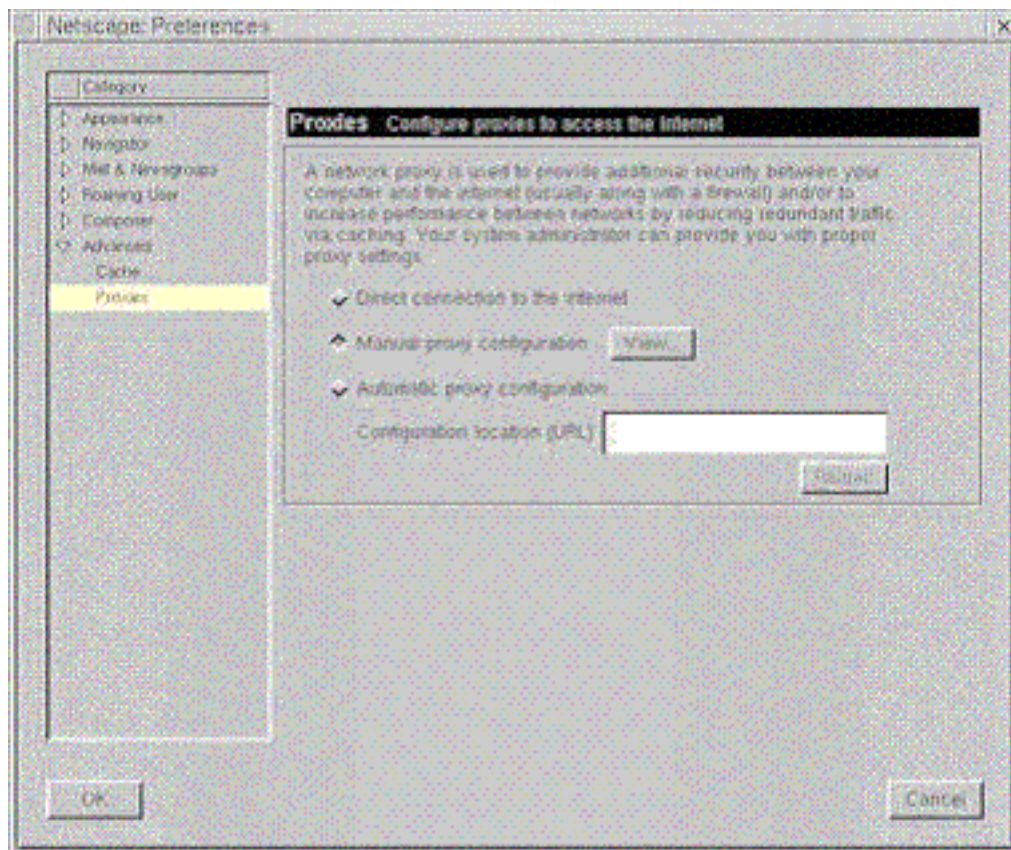 Netscape: Preferences
Category
Appearance
Navigator
Mail & Newsgroups
Roaming User
Composer
Advanced
Cache
Proxies
Proxies Configure proxies to access the Internet
A network proxy is used to provide additional security between your
computer and the internet (usually along with a firewall) and/or to
increase performance between networks by reducing redundant traffic
via caching. Your system administrator can provide you with proper
proxy settings.
Direct connection to the internet
Manual proxy configuration View...
Automatic proxy configuration
Configuration location (URL)
Reload
OK
Cancel